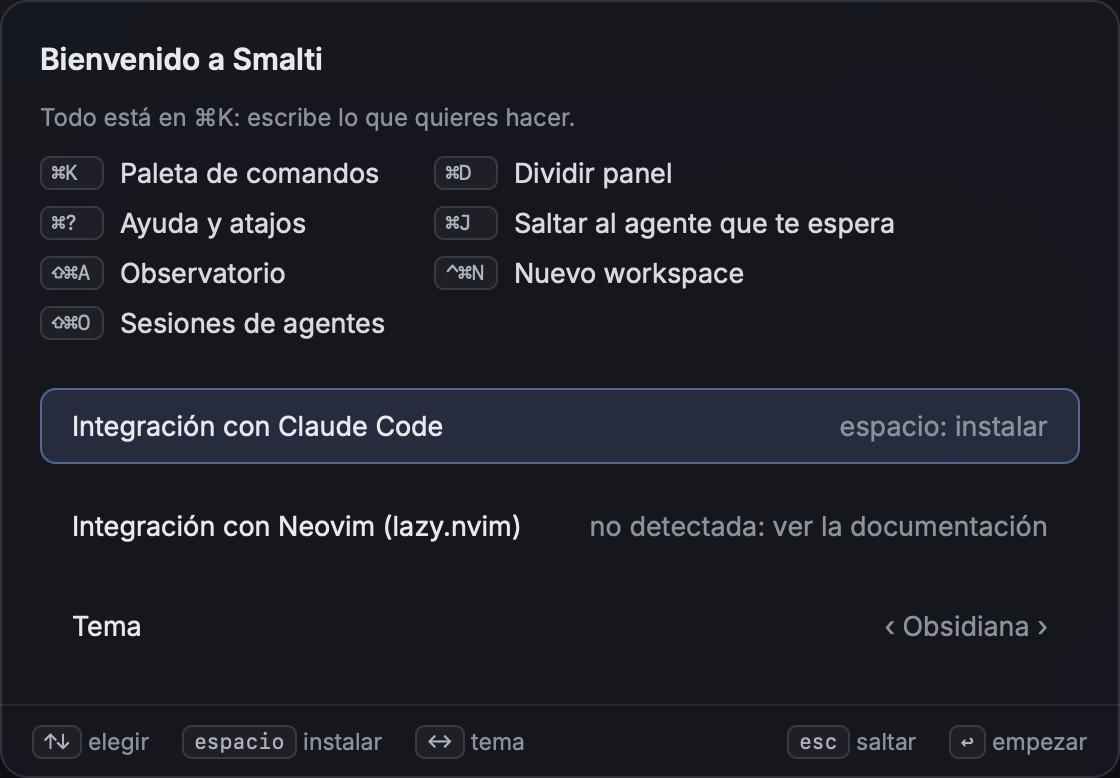 Bienvenido a Smalti
Todo está en ⌘K: escribe lo que quieres hacer.
⌘K Paleta de comandos ⌘D Dividir panel
⌘? Ayuda y atajos ⌘J Saltar al agente que te espera
⇧⌘A Observatorio ^⌘N Nuevo workspace
⇧⌘O Sesiones de agentes
Integración con Claude Code espacio: instalar
Integración con Neovim (lazy.nvim) no detectada: ver la documentación
Tema ‹ Obsidiana ›
↑↓ elegir espacio instalar ↔ tema esc saltar ↩ empezar